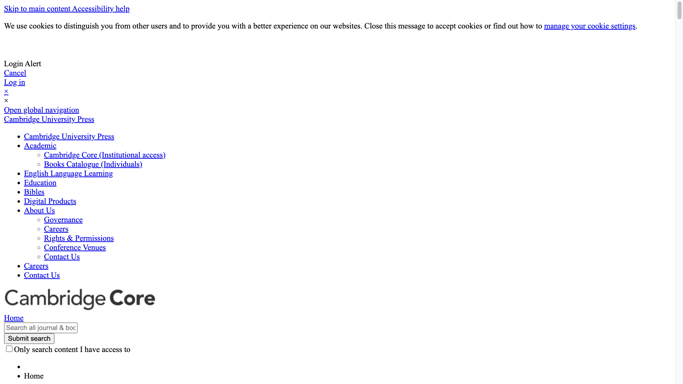 Skip to main content Accessibility help
We use cookies to distinguish you from other users and to provide you with a better experience on our websites. Close this message to accept cookies or find out how to manage your cookie settings.
Login Alert
Cancel
Log in
×
×
Open global navigation
Cambridge University Press
Cambridge University Press
Academic
Cambridge Core (Institutional access)
Books Catalogue (Individuals)
English Language Learning
Education
Bibles
Digital Products
About Us
Governance
Careers
Rights & Permissions
Conference Venues
Contact Us
Careers
Contact Us
Cambridge Core
Home
Search all journal & boo
Submit search
Only search content I have access to
Home